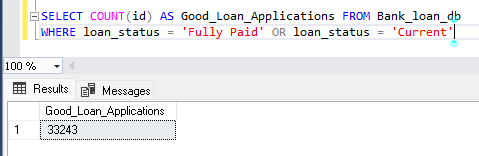 SELECT COUNT(id) AS Good_Loan_Applications FROM Bank_loan_db
WHERE loan_status = 'Fully Paid' OR loan_status = 'Current'
100 %
Results Messages
Good_Loan_Applications
1 33243